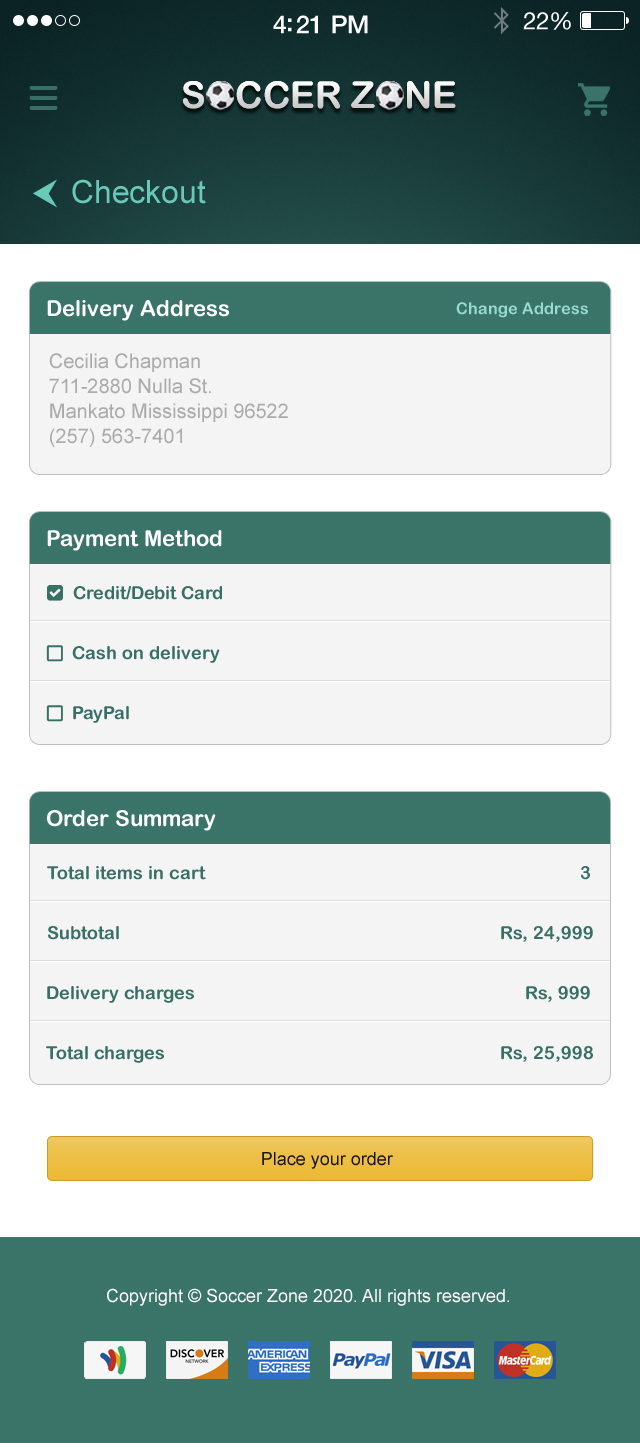 4:21 PM
22%
SOCCER ZONE
Checkout
Delivery Address
Change Address
Cecilia Chapman
711-2880 Nulla St.
Mankato Mississippi 96522
(257) 563-7401
Payment Method
Credit/Debit Card
Cash on delivery
PayPal
Order Summary
Total items in cart 3
Subtotal Rs, 24,999
Delivery charges Rs, 999
Total charges Rs, 25,998
Place your order
Copyright © Soccer Zone 2020. All rights reserved.
DISCOVER
NETWORK
AMERICAN
EXPRESS
PayPal
VISA
MasterCard